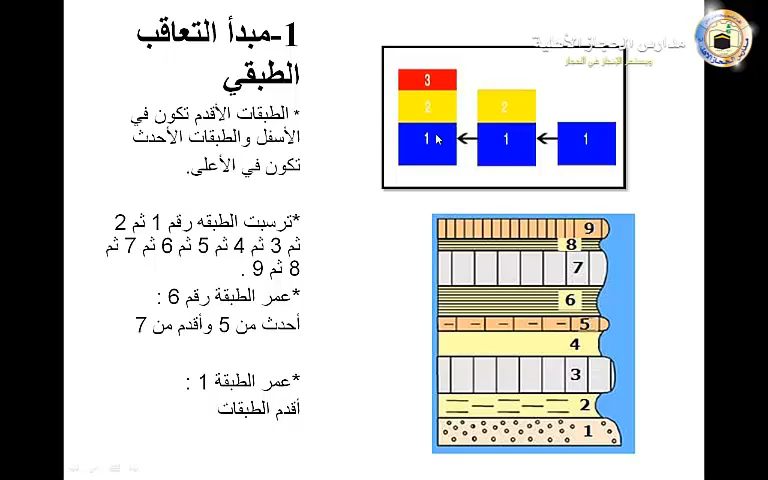 مدارس الحجاز الأهلية
1-مبدأ التعاقب
الطبقي
* الطبقات الأقدم تكون في
الأسفل والطبقات الأحدث
تكون في الأعلى.
*ترسبت الطبقه رقم 1 ثم 2
ثم 3 ثم 4 ثم 5 ثم 6 ثم 7 ثم
8 ثم 9 .
*عمر الطبقة رقم 6 :
أحدث من 5 وأقدم من 7
*عمر الطبقة 1 :
أقدم الطبقات
3
2 2
1 1 1
9
8
7
6
5
4
3
2
1